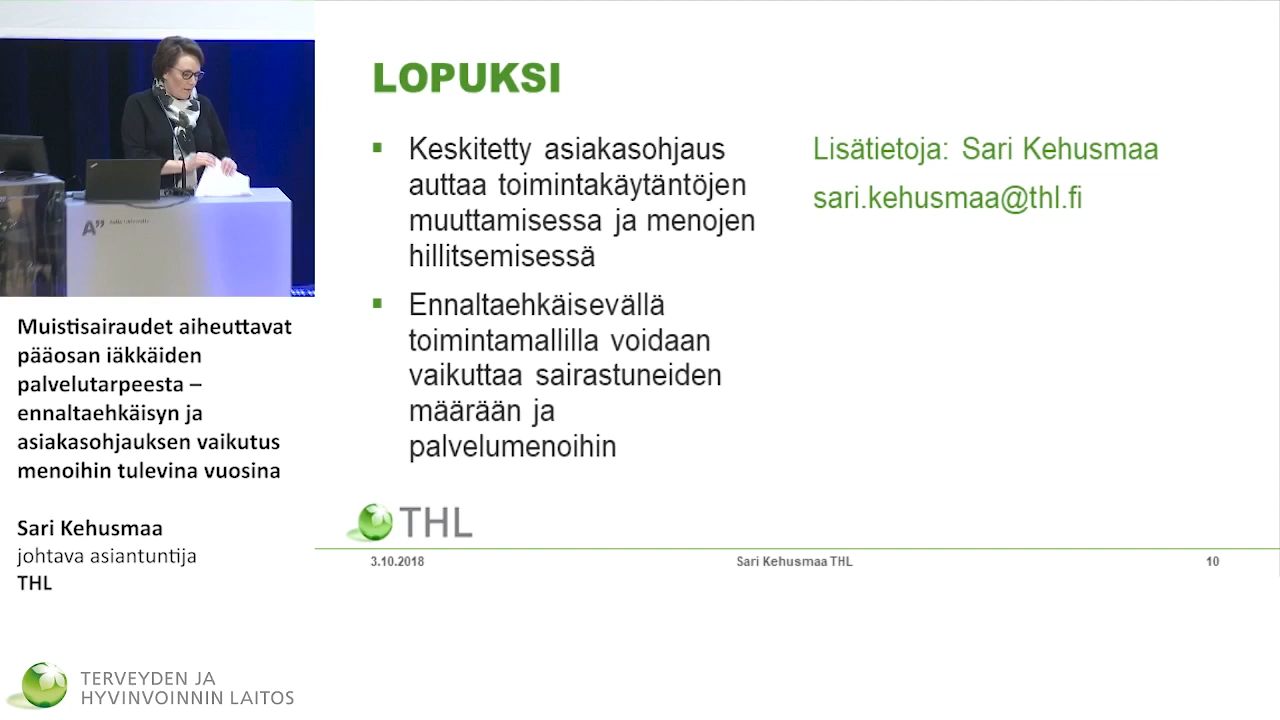 LOPUKSI
▪ Keskitetty asiakasohjaus
auttaa toimintakäytäntöjen
muuttamisessa ja menojen
hillitsemisessä
▪ Ennaltaehkäisevällä
toimintamallilla voidaan
vaikuttaa sairastuneiden
määrään ja
palvelumenoihin
Lisätietoja: Sari Kehusmaa
sari.kehusmaa@thl.fi
THL
3.10.2018
Sari Kehusmaa THL
10
A”
Muistisairaudet aiheuttavat
pääosan iäkkäiden
palvelutarpeesta –
ennaltaehkäisyn ja
asiakasohjauksen vaikutus
menoihin tulevina vuosina
Sari Kehusmaa
johtava asiantuntija
THL
TERVEYDEN JA
HYVINVOINNIN LAITOS